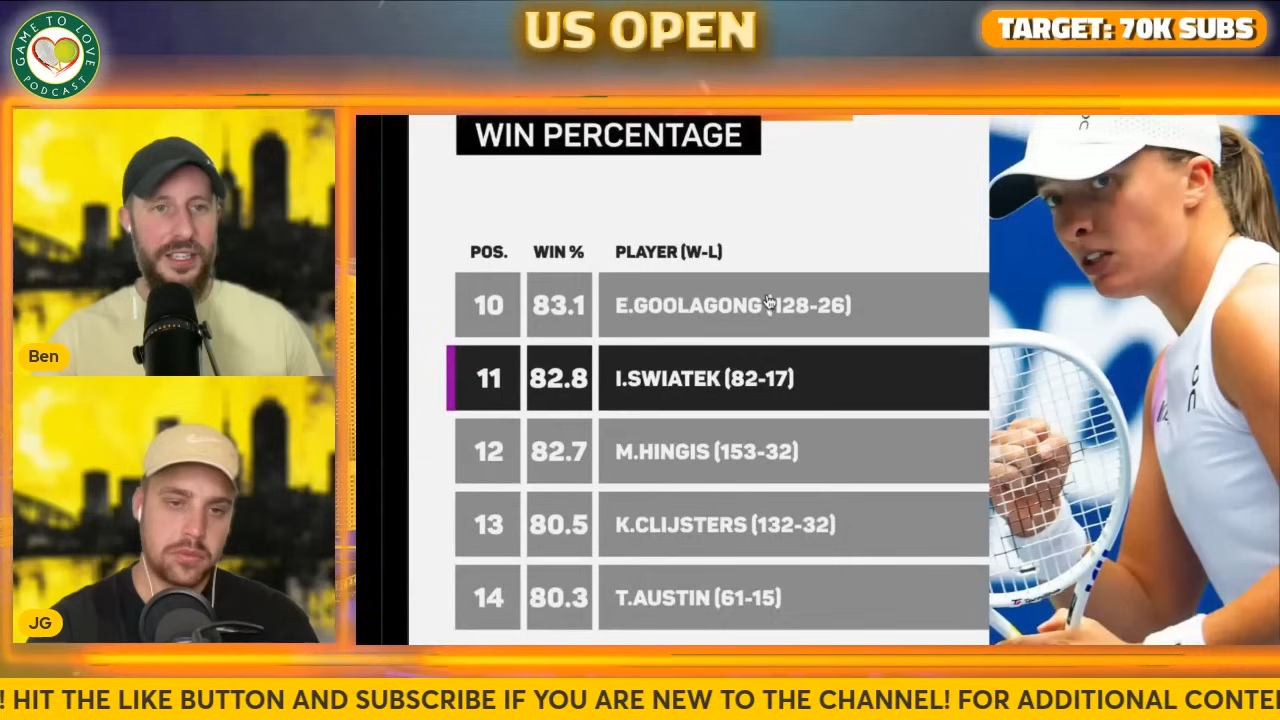 GAME TO LOVE
PODCAST
US OPEN
TARGET: 70K SUBS
WIN PERCENTAGE
POS. WIN % PLAYER (W-L)
10 83.1 E.GOOLAGONG (128-26)
11 82.8 I.SWIATEK (82-17)
12 82.7 M.HINGIS (153-32)
13 80.5 K.CLIJSTERS (132-32)
14 80.3 T.AUSTIN (61-15)
Ben
JG
! HIT THE LIKE BUTTON AND SUBSCRIBE IF YOU ARE NEW TO THE CHANNEL! FOR ADDITIONAL CONTE